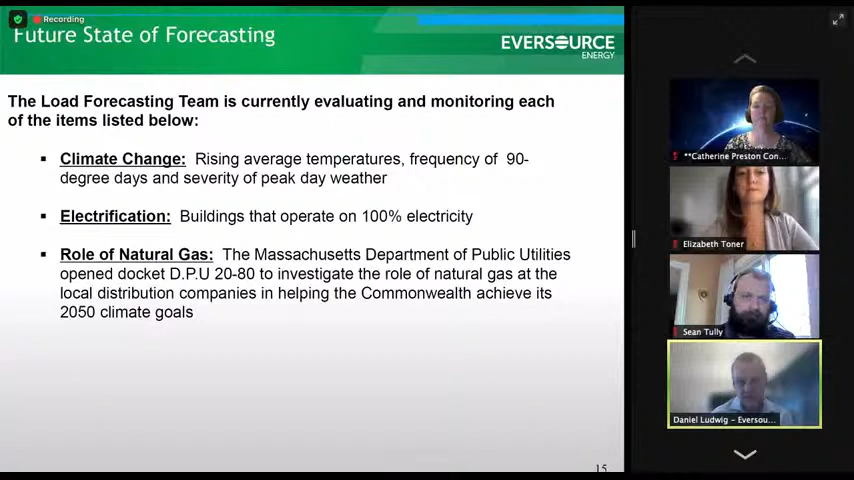 Recording
Future State of Forecasting
EVERSOURCE
ENERGY
The Load Forecasting Team is currently evaluating and monitoring each
of the items listed below:
▪ Climate Change: Rising average temperatures, frequency of 90-
degree days and severity of peak day weather
▪ Electrification: Buildings that operate on 100% electricity
▪ Role of Natural Gas: The Massachusetts Department of Public Utilities
opened docket D.P.U 20-80 to investigate the role of natural gas at the
local distribution companies in helping the Commonwealth achieve its
2050 climate goals
15
**Catherine Preston Con...
Elizabeth Toner
Sean Tully
Daniel Ludwig - Eversou...